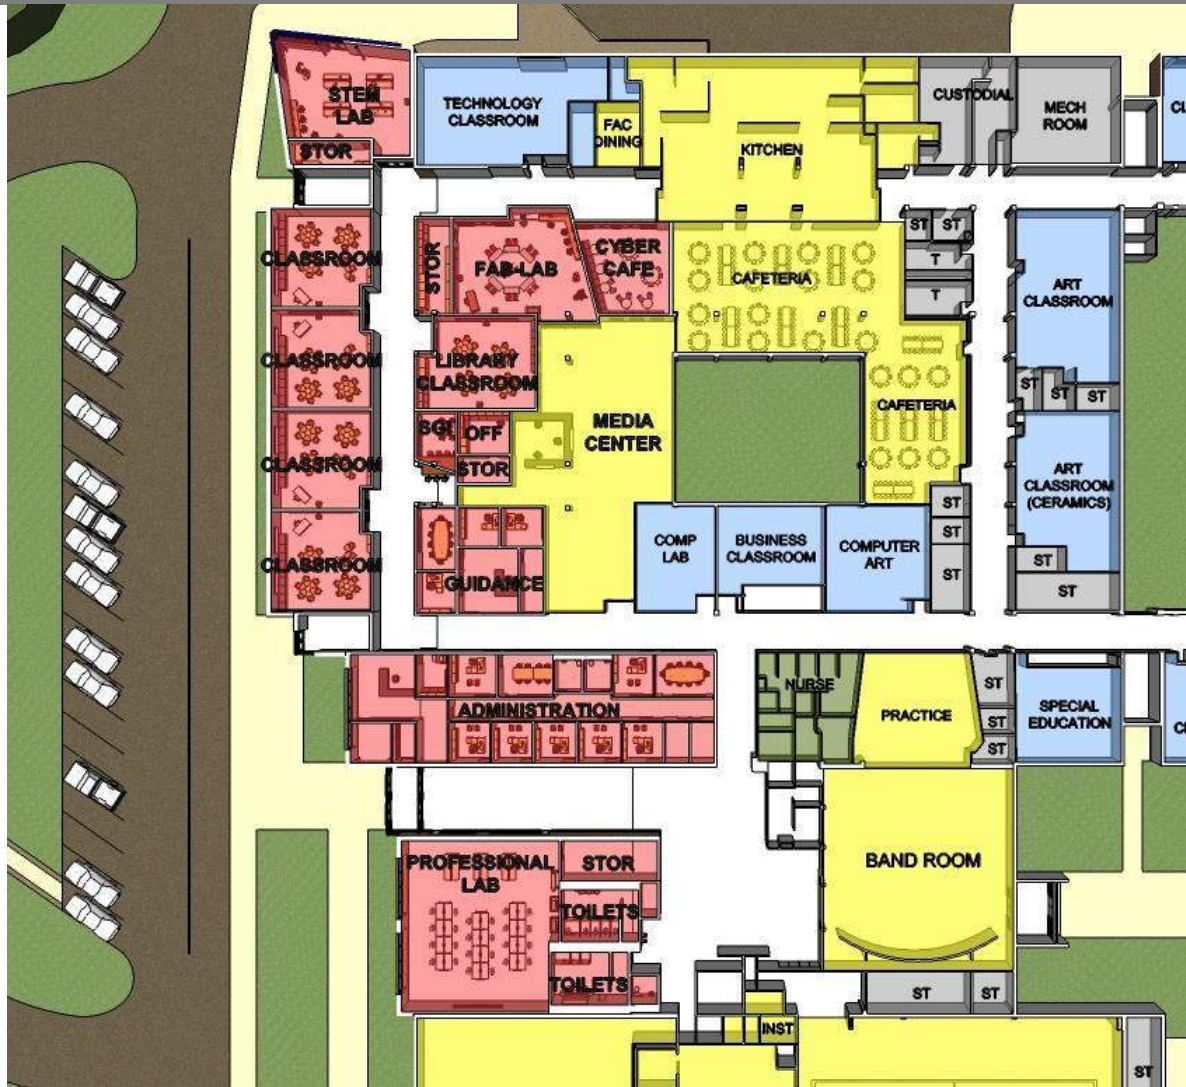 STEM
LAB
STOR
TECHNOLOGY
CLASSROOM
FAC
DINING
KITCHEN
CUSTODIAL
MECH
ROOM
CLASSROOM
STOR
FAB-LAB
CYBER
CAFE
CAFETERIA
ST
ST
T
T
ART
CLASSROOM
CLASSROOM
LIBRARY
CLASSROOM
SGI
OFF
STOR
MEDIA
CENTER
CAFETERIA
ST
ST
ST
CLASSROOM
ART
CLASSROOM
(CERAMICS)
CLASSROOM
GUIDANCE
COMP
LAB
BUSINESS
CLASSROOM
COMPUTER
ART
ST
ST
ST
ST
ST
ADMINISTRATION
NURSE
PRACTICE
ST
ST
ST
SPECIAL
EDUCATION
PROFESSIONAL
LAB
STOR
TOILETS
TOILETS
BAND ROOM
ST
ST
INST
ST